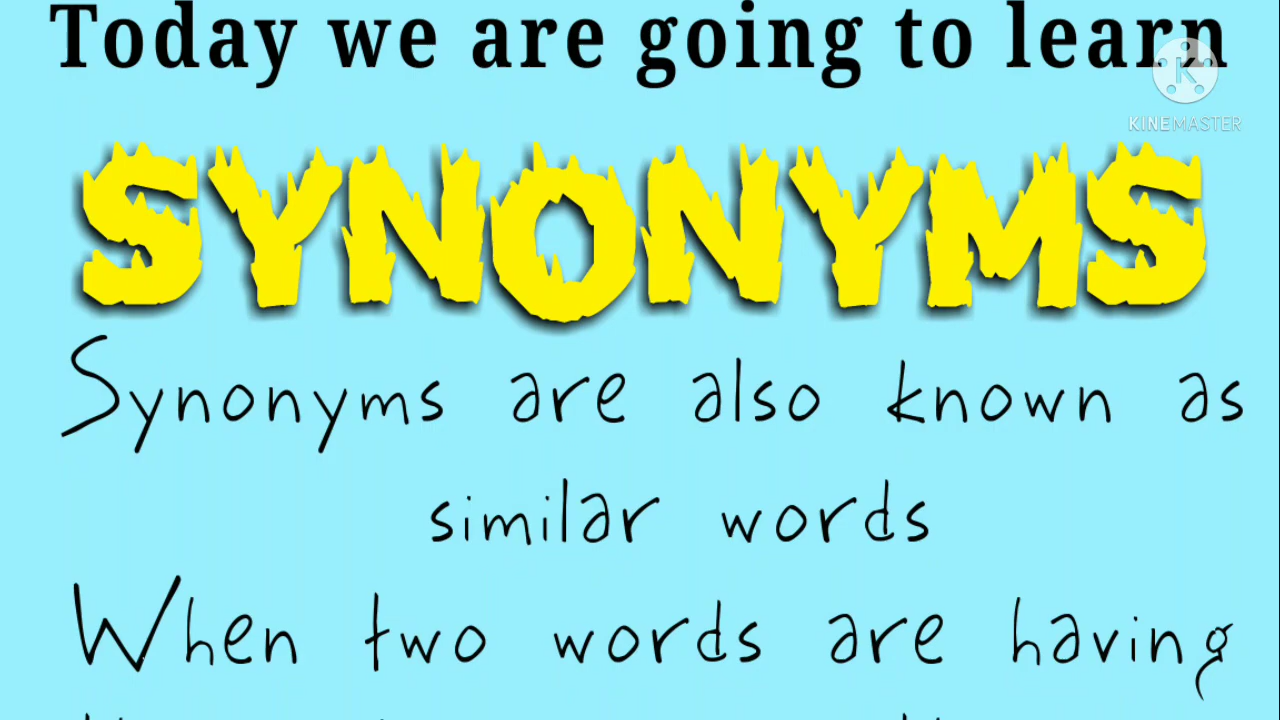 Today we are going to learn
KINEMASTER
SYNONYMS
Synonyms are also known as
similar words
When two words are having